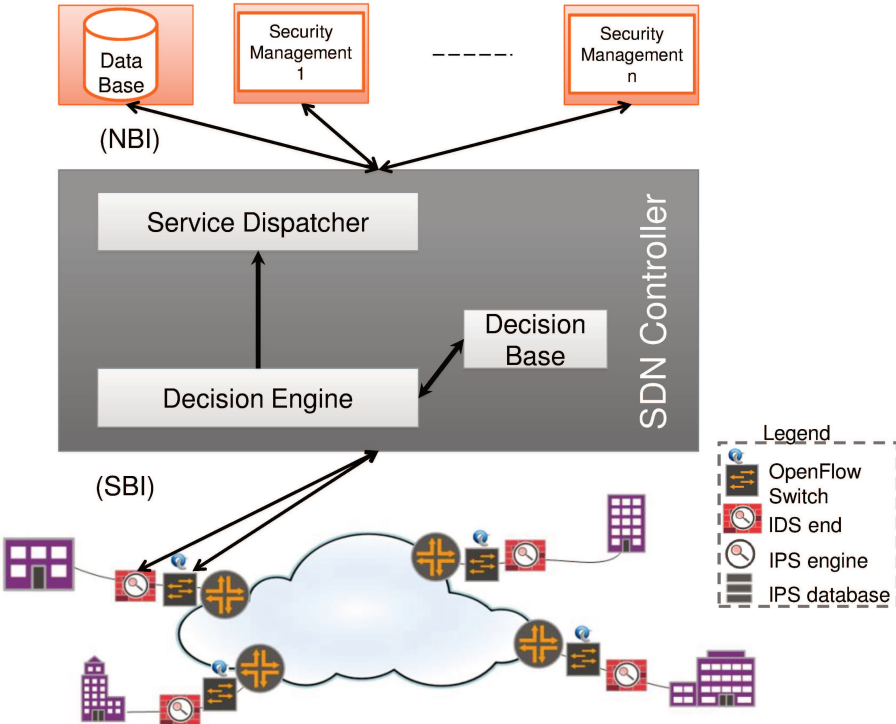 Data
Base
Security
Management
1
Security
Management
n
(NBI)
Service Dispatcher
Decision
Base
Decision Engine
SDN Controller
(SBI)
Legend
OpenFlow
Switch
IDS end
IPS engine
IPS database